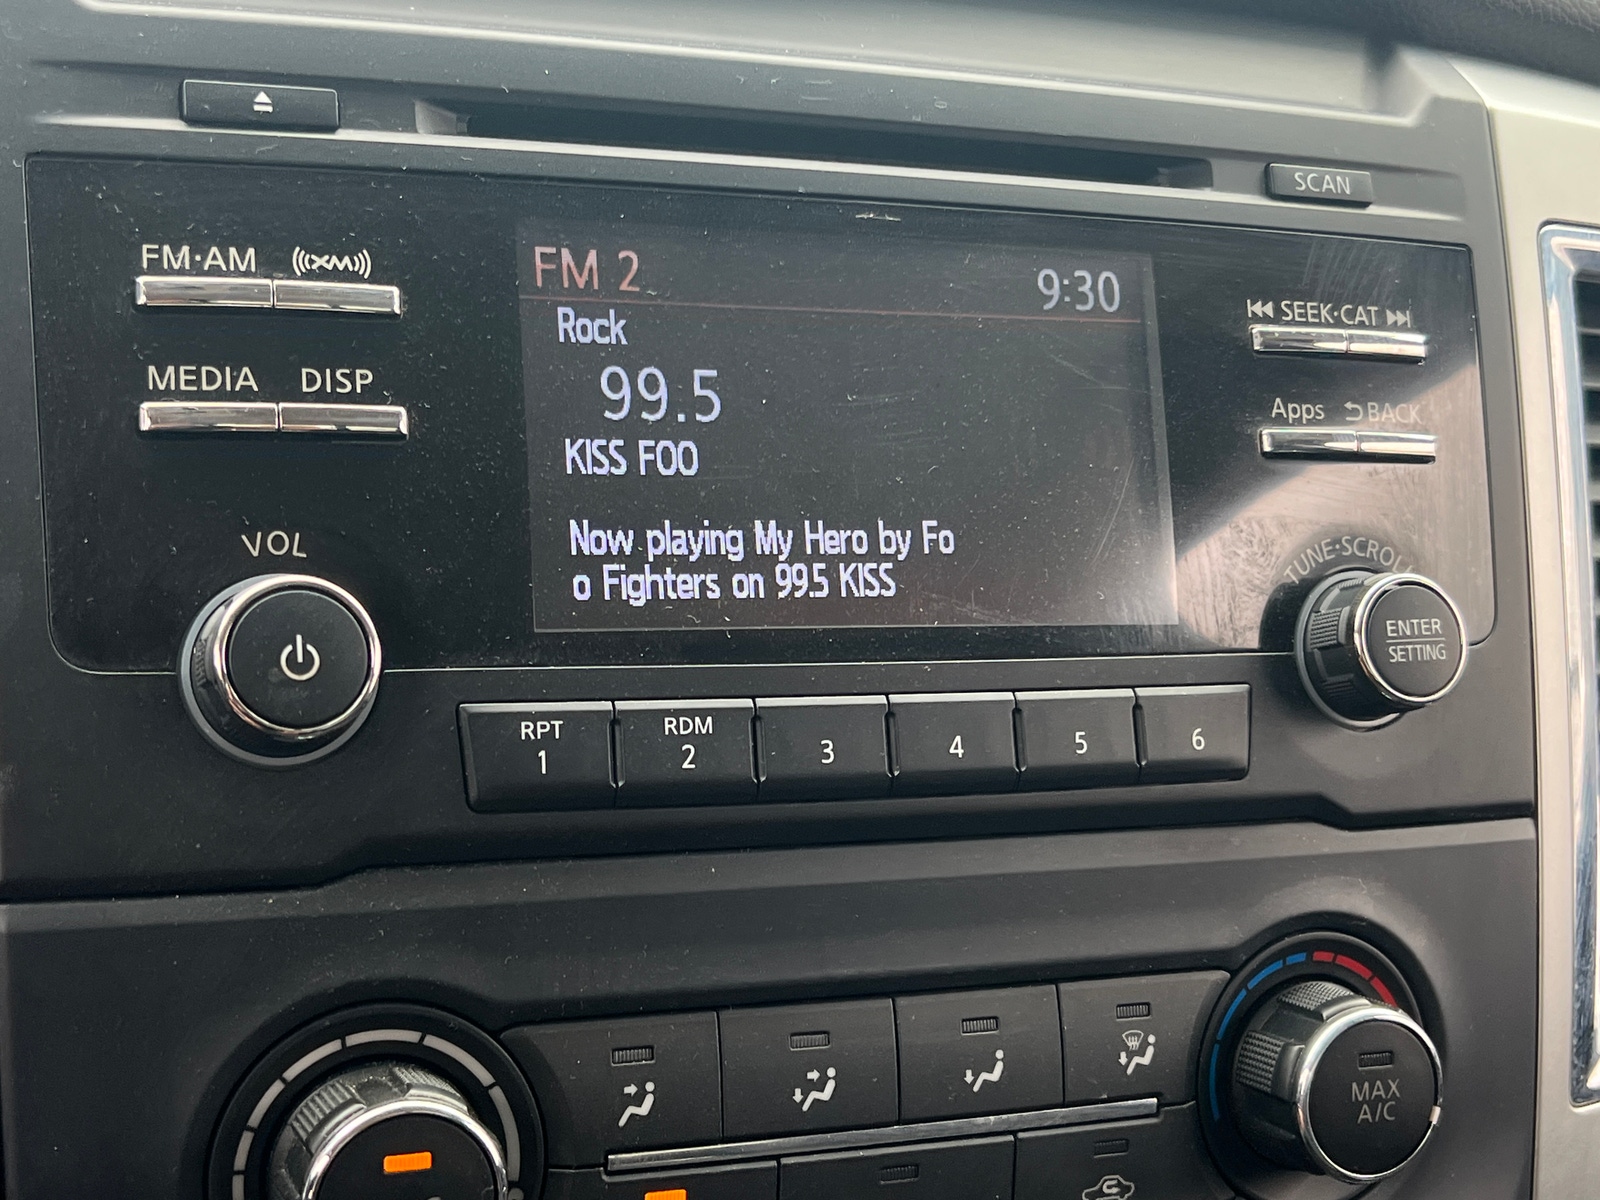 SCAN
FM·AM
((XM))
FM 2
9:30
SEEK·CAT
Rock
MEDIA
DISP
99.5
Apps
BACK
KISS FOO
VOL
Now playing My Hero by Fo
o Fighters on 99.5 KISS
TUNE·SCROLL
ENTER
SETTING
RPT
1
RDM
2
3
4
5
6
MAX
A/C